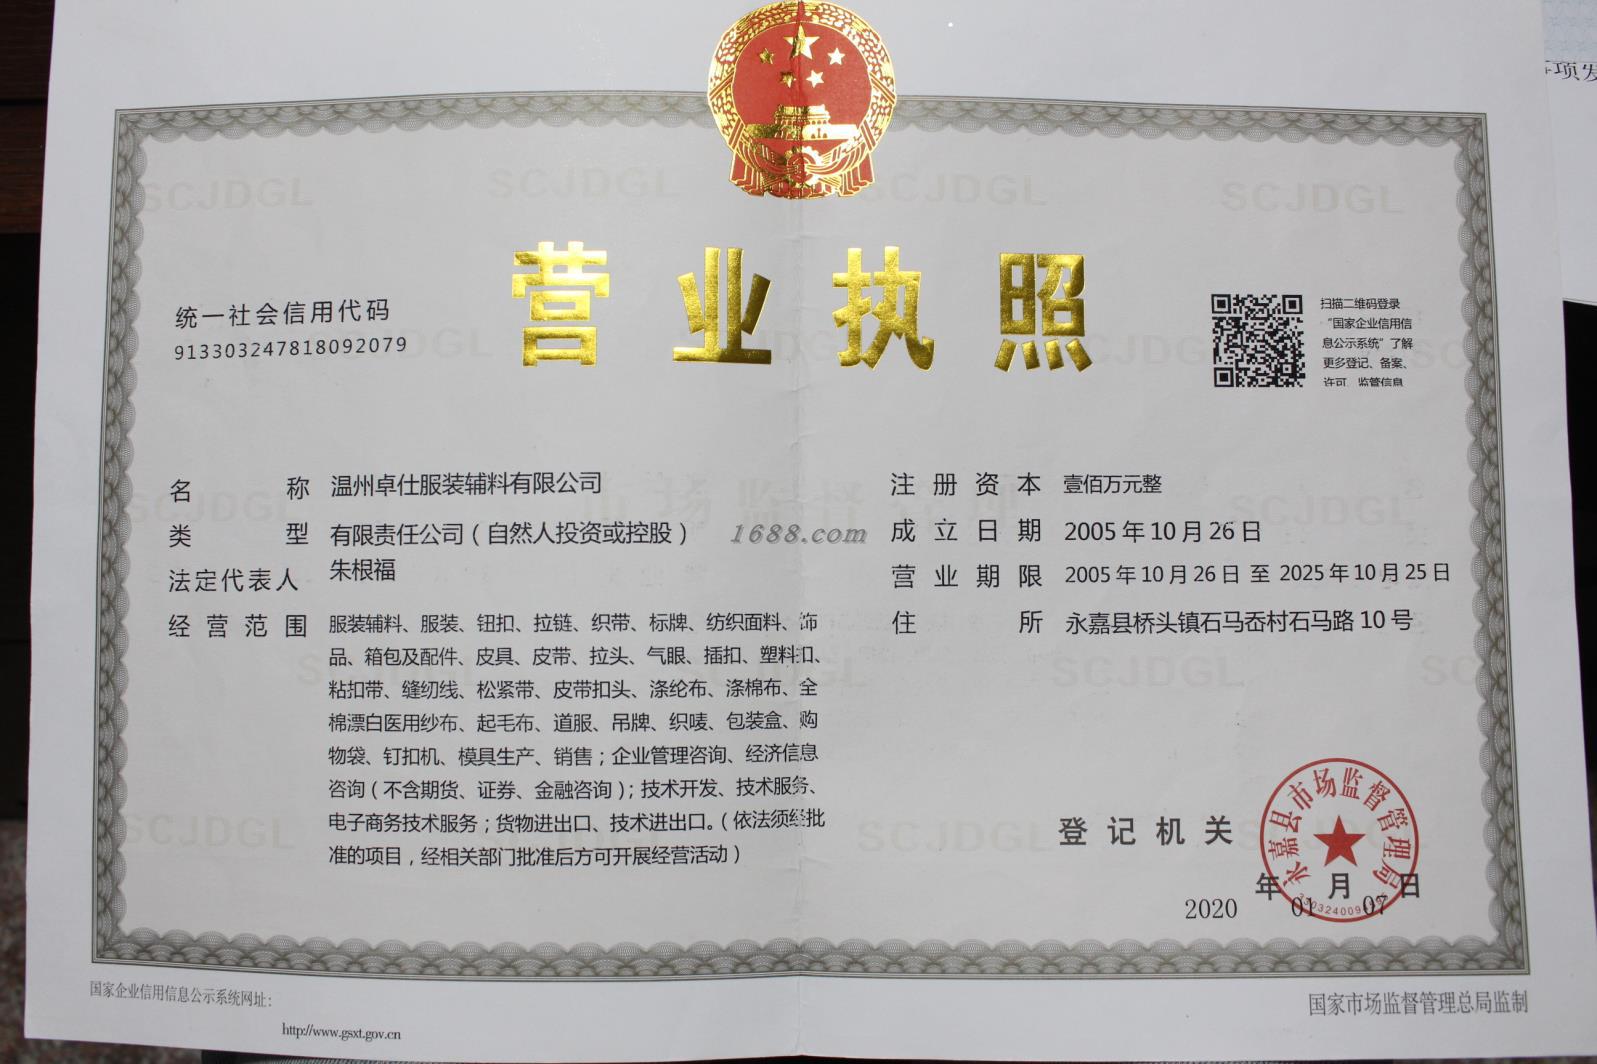 项发
SCJDGL SCJDGL SCJDGL SCJDGL
营业执照
统一社会信用代码
913303247818092079
扫描二维码登录
“国家企业信用信
息公示系统”了解
更多登记、备案、
许可、监管信息
名称 温州卓仕服装辅料有限公司
类型 有限责任公司（自然人投资或控股）
法定代表人 朱根福
经营范围 服装辅料、服装、钮扣、拉链、织带、标牌、纺织面料、饰
品、箱包及配件、皮具、皮带、拉头、气眼、插扣、塑料扣、
粘扣带、缝纫线、松紧带、皮带扣头、涤纶布、涤棉布、全
棉漂白医用纱布、起毛布、道服、吊牌、织唛、包装盒、购
物袋、钉扣机、模具生产、销售；企业管理咨询、经济信息
咨询（不含期货、证券、金融咨询）；技术开发、技术服务、
电子商务技术服务；货物进出口、技术进出口。（依法须经批
准的项目，经相关部门批准后方可开展经营活动）
1688.com
注册资本 壹佰万元整
成立日期 2005年10月26日
营业期限 2005年10月26日至2025年10月25日
住所 永嘉县桥头镇石马岙村石马路10号
登记机关
永嘉县市场监督管理局
2020年01月07日
国家企业信用信息公示系统网址：
http://www.gsxt.gov.cn
国家市场监督管理总局监制